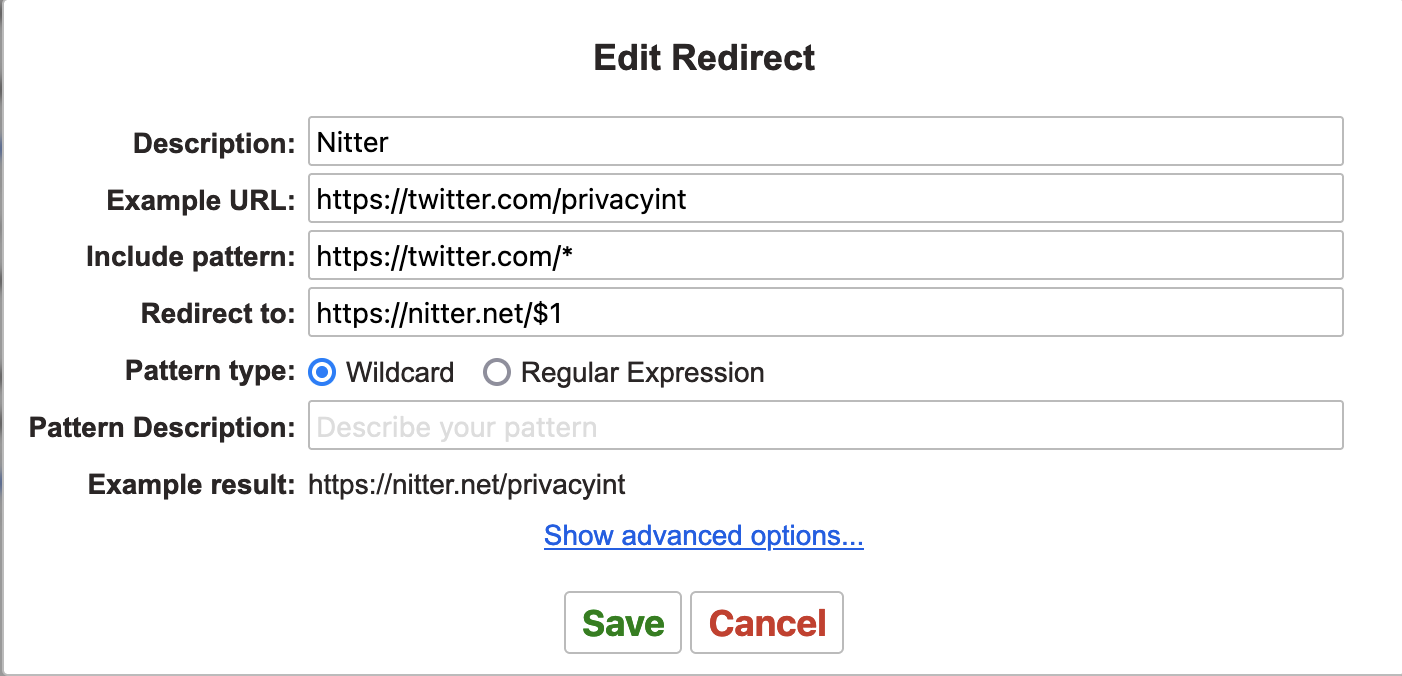 Edit Redirect
Description: Nitter
Example URL: https://twitter.com/privacyint
Include pattern: https://twitter.com/*
Redirect to: https://nitter.net/$1
Pattern type: Wildcard Regular Expression
Pattern Description: Describe your pattern
Example result: https://nitter.net/privacyint
Show advanced options...
Save Cancel